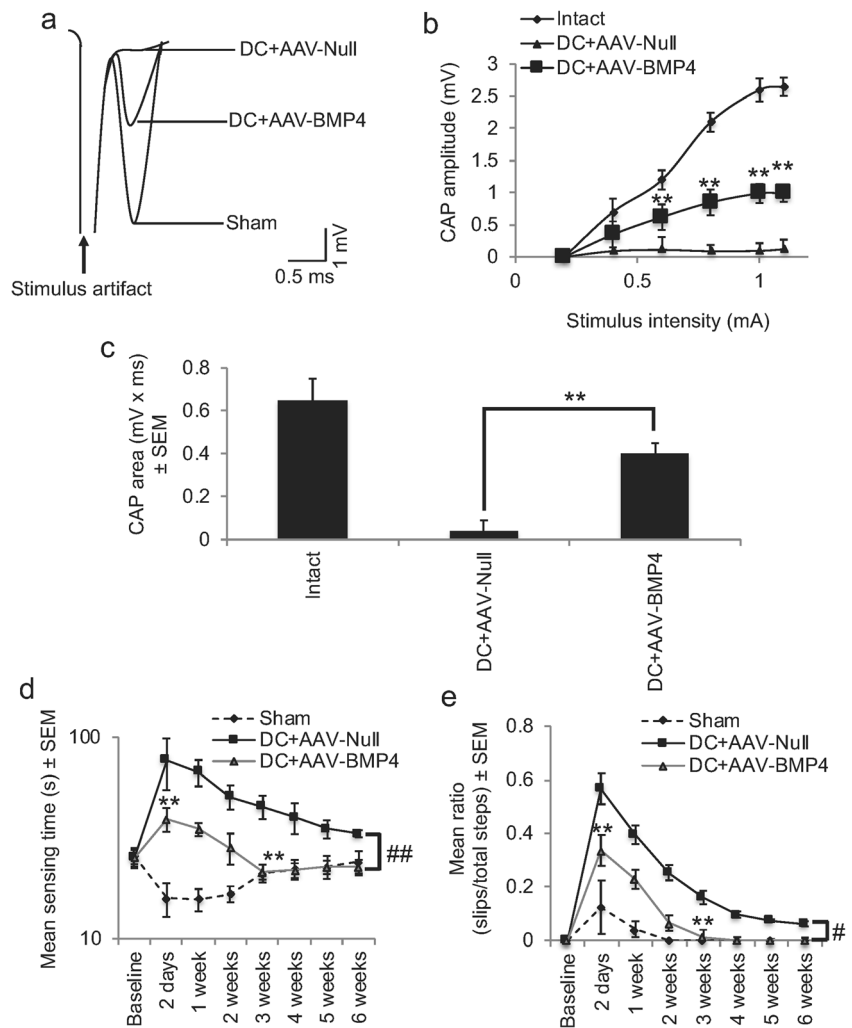 a
DC+AAV-Null
DC+AAV-BMP4
Sham
1 mV
0.5 ms
Stimulus artifact
b
Intact
DC+AAV-Null
DC+AAV-BMP4
CAP amplitude (mV)
3
2.5
2
1.5
1
0.5
0
** ** ** **
0 0.5 1
Stimulus intensity (mA)
c
CAP area (mV x ms)
± SEM
0.8
0.6
0.4
0.2
0
**
Intact
DC+AAV-Null
DC+AAV-BMP4
d
Mean sensing time (s) ± SEM
Sham
DC+AAV-Null
DC+AAV-BMP4
100
10
**
**
##
Baseline
2 days
1 week
2 weeks
3 weeks
4 weeks
5 weeks
6 weeks
e
Mean ratio
(slips/total steps) ± SEM
Sham
DC+AAV-Null
DC+AAV-BMP4
0.8
0.6
0.4
0.2
0
**
**
#
Baseline
2 days
1 week
2 weeks
3 weeks
4 weeks
5 weeks
6 weeks